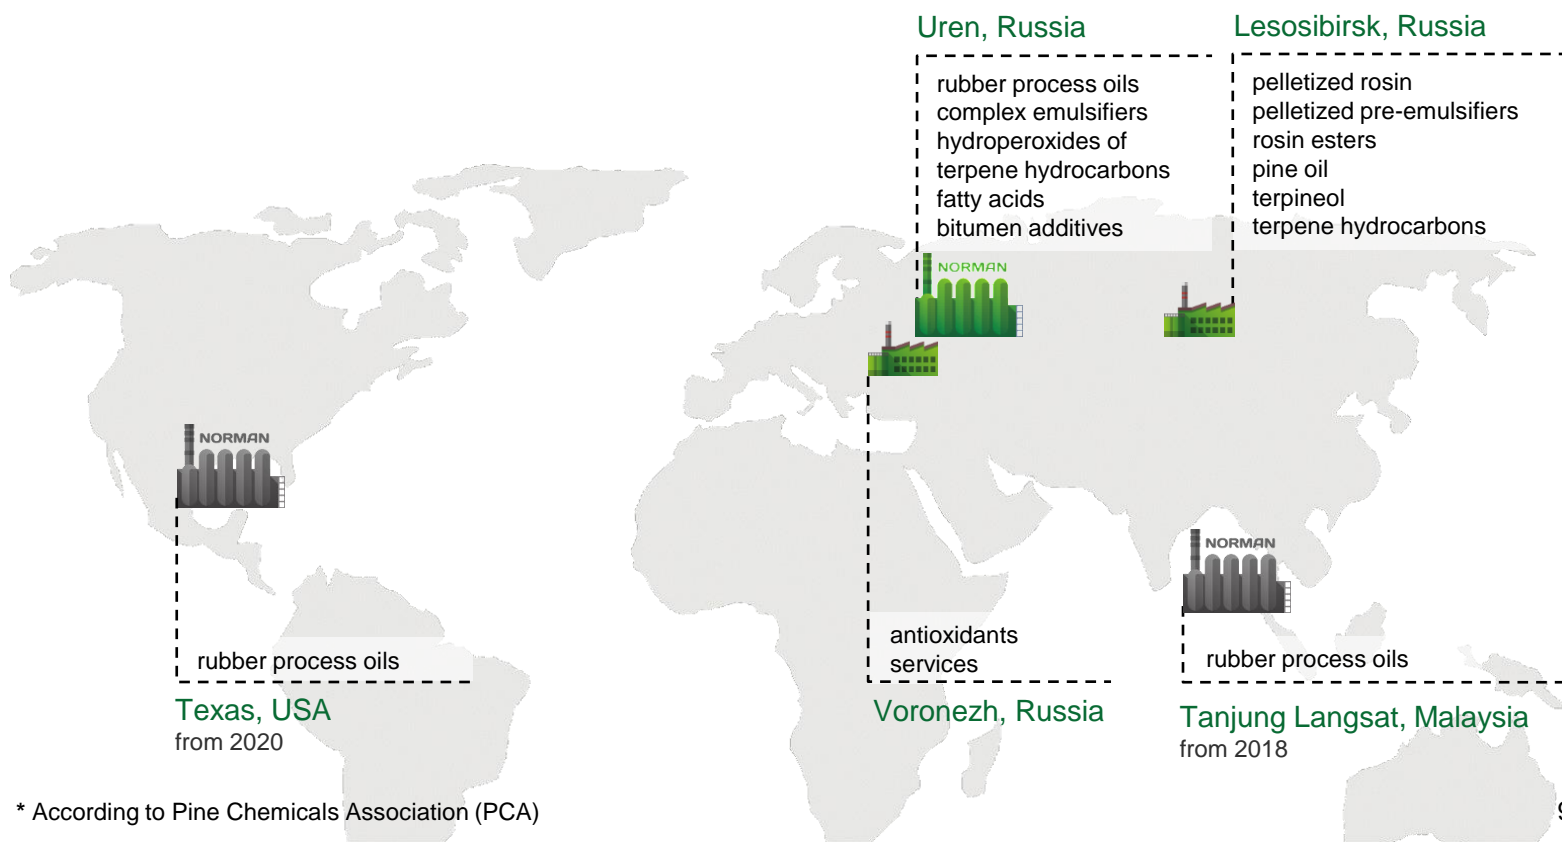 Uren, Russia
rubber process oils
complex emulsifiers
hydroperoxides of
terpene hydrocarbons
fatty acids
bitumen additives
Lesosibirsk, Russia
pelletized rosin
pelletized pre-emulsifiers
rosin esters
pine oil
terpineol
terpene hydrocarbons
NORMAN
NORMAN
NORMAN
rubber process oils
Texas, USA
from 2020
antioxidants
services
Voronezh, Russia
rubber process oils
Tanjung Langsat, Malaysia
from 2018
* According to Pine Chemicals Association (PCA)
9